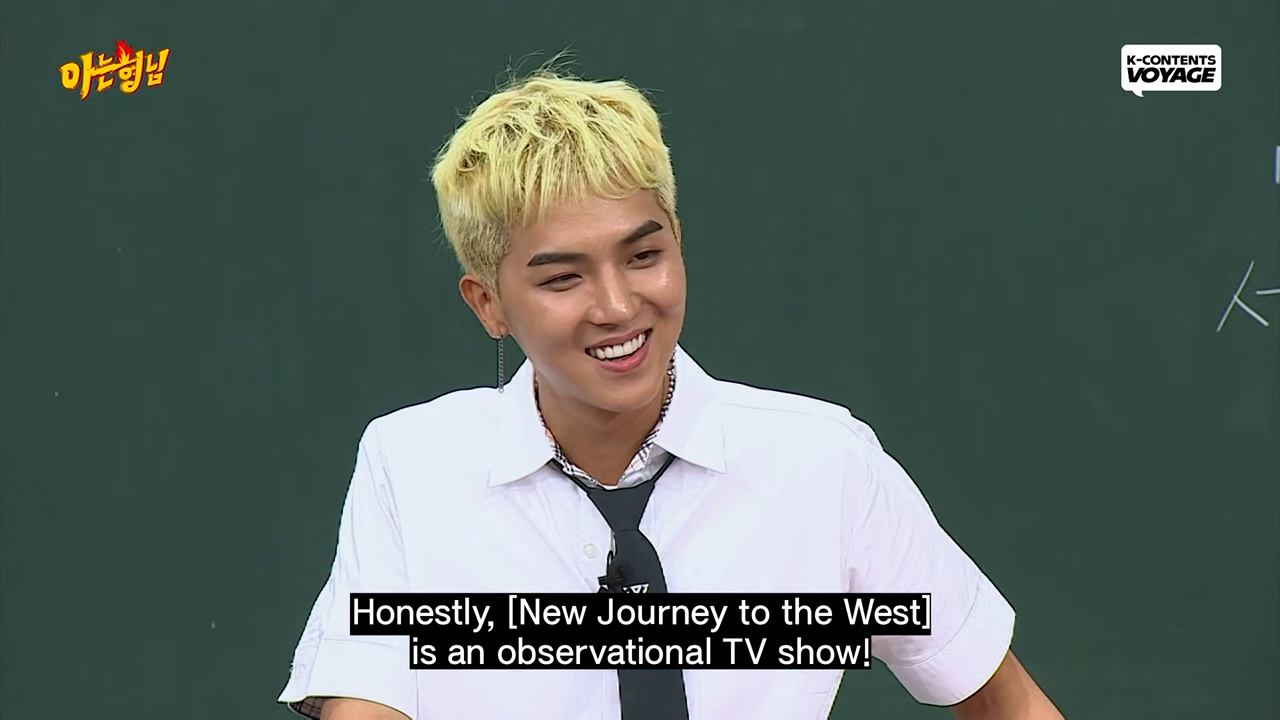 아는형님
K-CONTENTS
VOYAGE
Honestly, [New Journey to the West]
is an observational TV show!